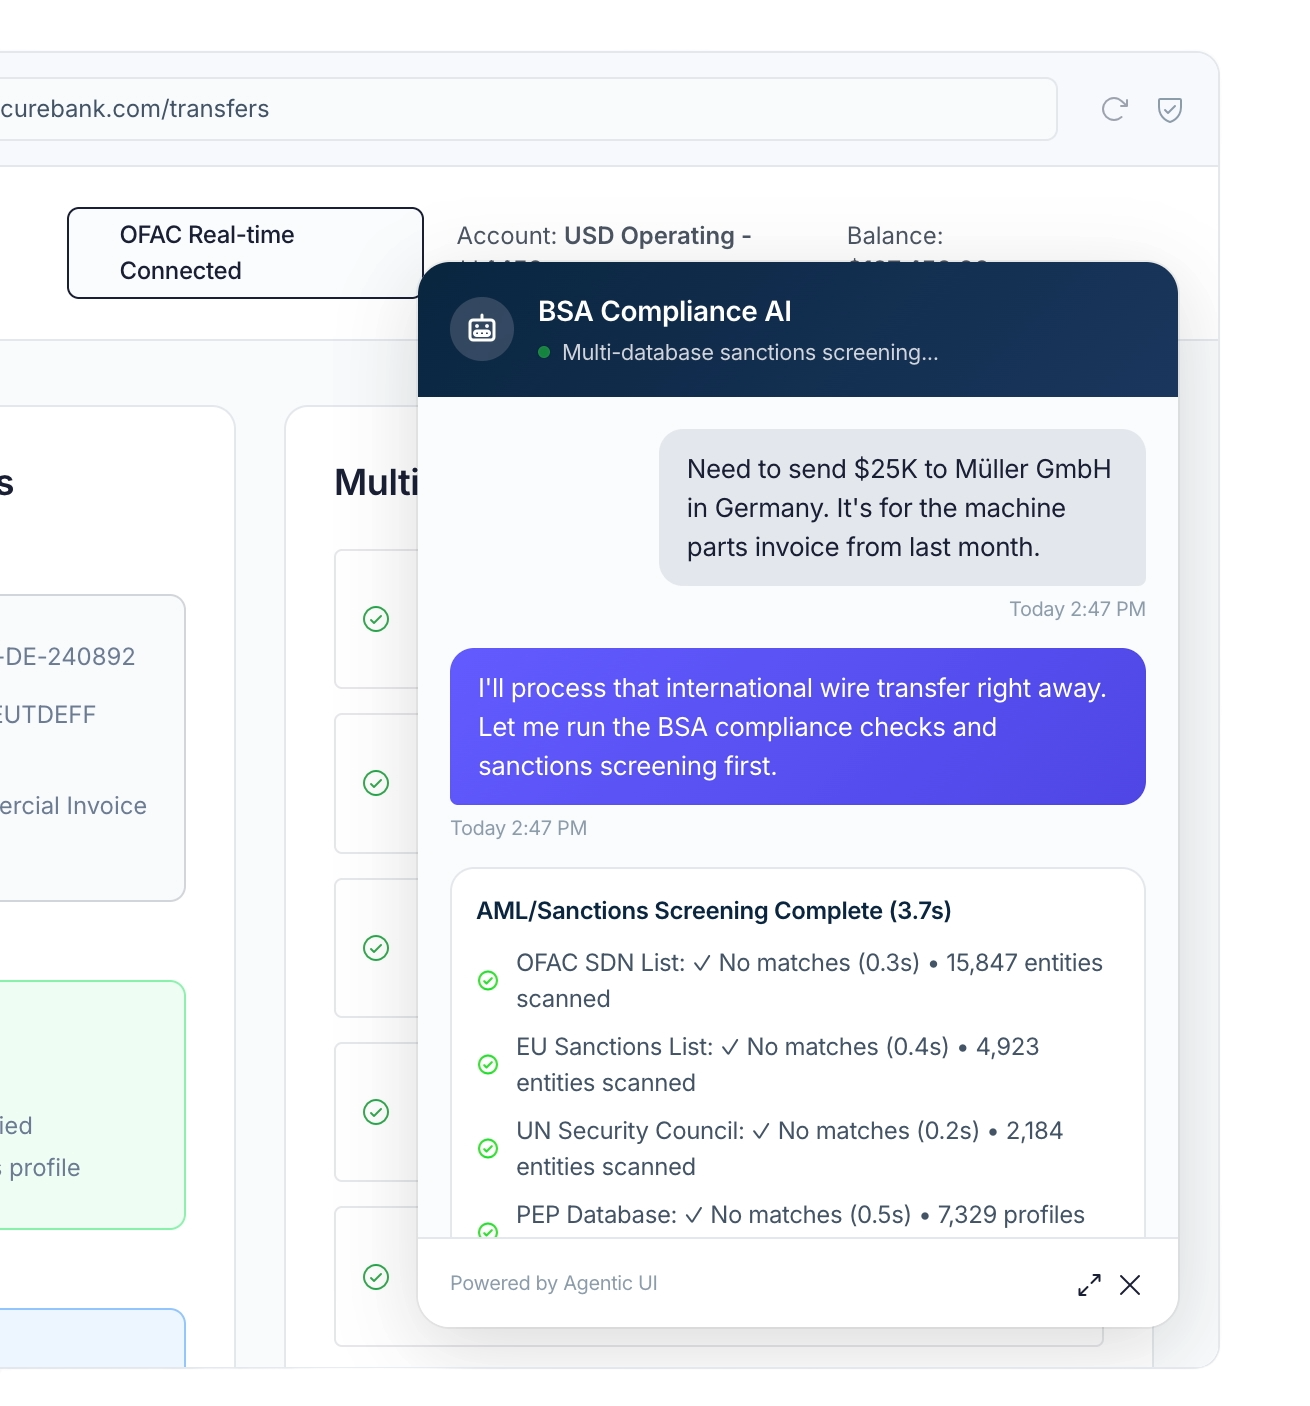 curebank.com/transfers
OFAC Real-time
Connected
Account: USD Operating -
Balance:
BSA Compliance AI
Multi-database sanctions screening...
s
Multi
-DE-240892
EUTDEFF
ercial Invoice
ied
s profile
Need to send $25K to Müller GmbH
in Germany. It's for the machine
parts invoice from last month.
Today 2:47 PM
I'll process that international wire transfer right away.
Let me run the BSA compliance checks and
sanctions screening first.
Today 2:47 PM
AML/Sanctions Screening Complete (3.7s)
OFAC SDN List: ✓ No matches (0.3s) • 15,847 entities
scanned
EU Sanctions List: ✓ No matches (0.4s) • 4,923
entities scanned
UN Security Council: ✓ No matches (0.2s) • 2,184
entities scanned
PEP Database: ✓ No matches (0.5s) • 7,329 profiles
Powered by Agentic UI